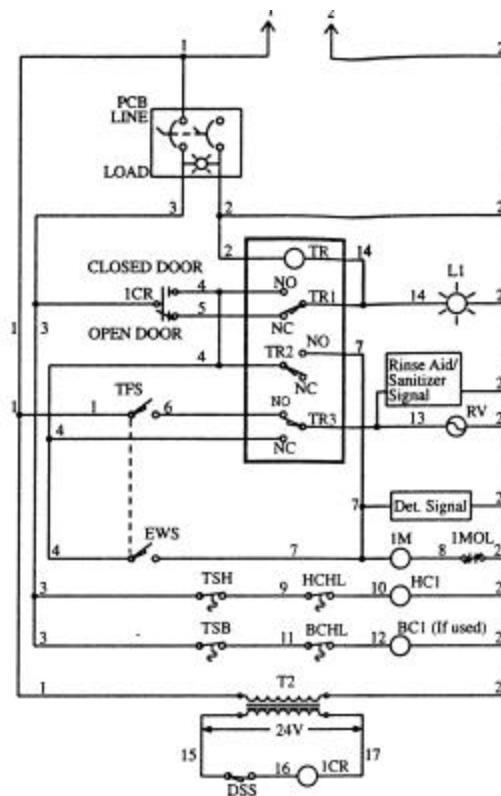 1 2
1 2
PCB
LINE
LOAD
3 2
2 TR 14
CLOSED DOOR 4 NO L1
1CR TR1 14
OPEN DOOR 5 NC
1 3
4 TR2 NO 7
NC
Rinse Aid/
Sanitizer
Signal
2
TFS
1 1 6 NO TR3 13 RV 2
4 NC
7 Det. Signal 2
EWS 1M 1MOL
4 7 8 2
3 TSH 9 HCHL 10 HC1 2
3 TSB 11 BCHL 12 BC1 (If used) 2
1 T2 2
24V
15 17
16 1CR
DSS